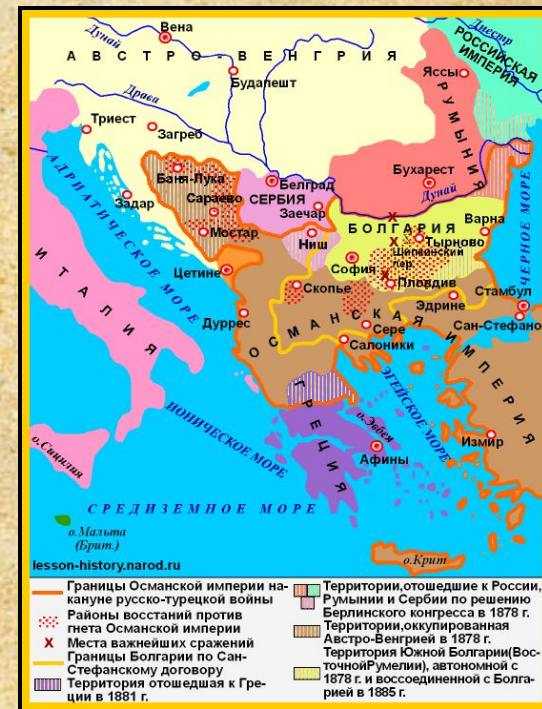 Дунай
Вена
Днестр
АВСТРО-ВЕНГРИЯ
РОССИЙСКАЯ
ИМПЕРИЯ
Будапешт
Яссы
Драва
РУМЫНИЯ
Триест
Загреб
Баня-Лука
Белград
Бухарест
Дунай
Сараево
СЕРБИЯ
Заечар
Задар
Мостар
БОЛГАРИЯ
Варна
Ниш
Тырново
ЧЕРНОЕ МОРЕ
АДРИАТИЧЕСКОЕ МОРЕ
Шипкинский
пер.
Цетине
София
Скопье
Пловдив
Стамбул
ИТАЛИЯ
Эдрине
Дуррес
ОСМАНСКАЯ ИМПЕРИЯ
Сере
Сан-Стефано
Салоники
ГРЕЦИЯ
ЭГЕЙСКОЕ МОРЕ
ИОНИЧЕСКОЕ МОРЕ
о.Эвбея
Измир
о.Сицилия
Афины
СРЕДИЗЕМНОЕ МОРЕ
о.Мальта
(Брит.)
о.Крит
lesson-history.narod.ru
Границы Османской империи на-
кануне русско-турецкой войны
Районы восстаний против
гнета Османской империи
X Места важнейших сражений
Границы Болгарии по Сан-
Стефанскому договору
Территория отошедшая к Гре-
ции в 1881 г.
Территории,отошедшие к России,
Румынии и Сербии по решению
Берлинского конгресса в 1878 г.
Территории,оккупированная
Австро-Венгрией в 1878 г.
Территория Южной Болгарии(Вос-
точнойРумелии), автономной с
1878 г. и воссоединенной с Болга-
рией в 1885 г.